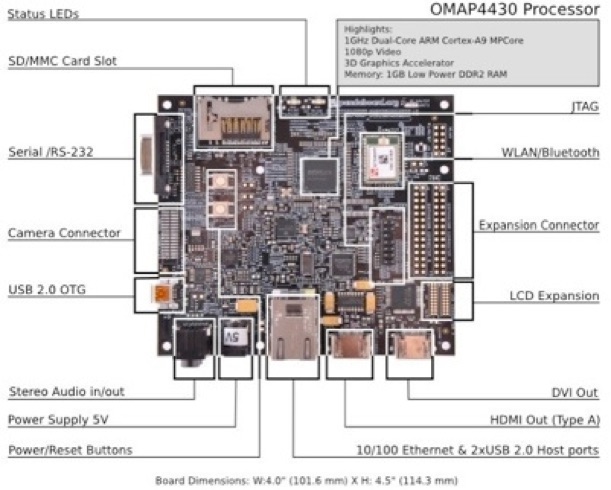 Status LEDs
OMAP4430 Processor
Highlights:
1GHz Dual-Core ARM Cortex-A9 MPCore
1080p Video
3D Graphics Accelerator
Memory: 1GB Low Power DDR2 RAM
SD/MMC Card Slot
JTAG
Serial /RS-232
WLAN/Bluetooth
Camera Connector
Expansion Connector
USB 2.0 OTG
LCD Expansion
5V
Stereo Audio in/out
DVI Out
Power Supply 5V
HDMI Out (Type A)
Power/Reset Buttons
10/100 Ethernet & 2xUSB 2.0 Host ports
Board Dimensions: W:4.0" (101.6 mm) X H: 4.5" (114.3 mm)